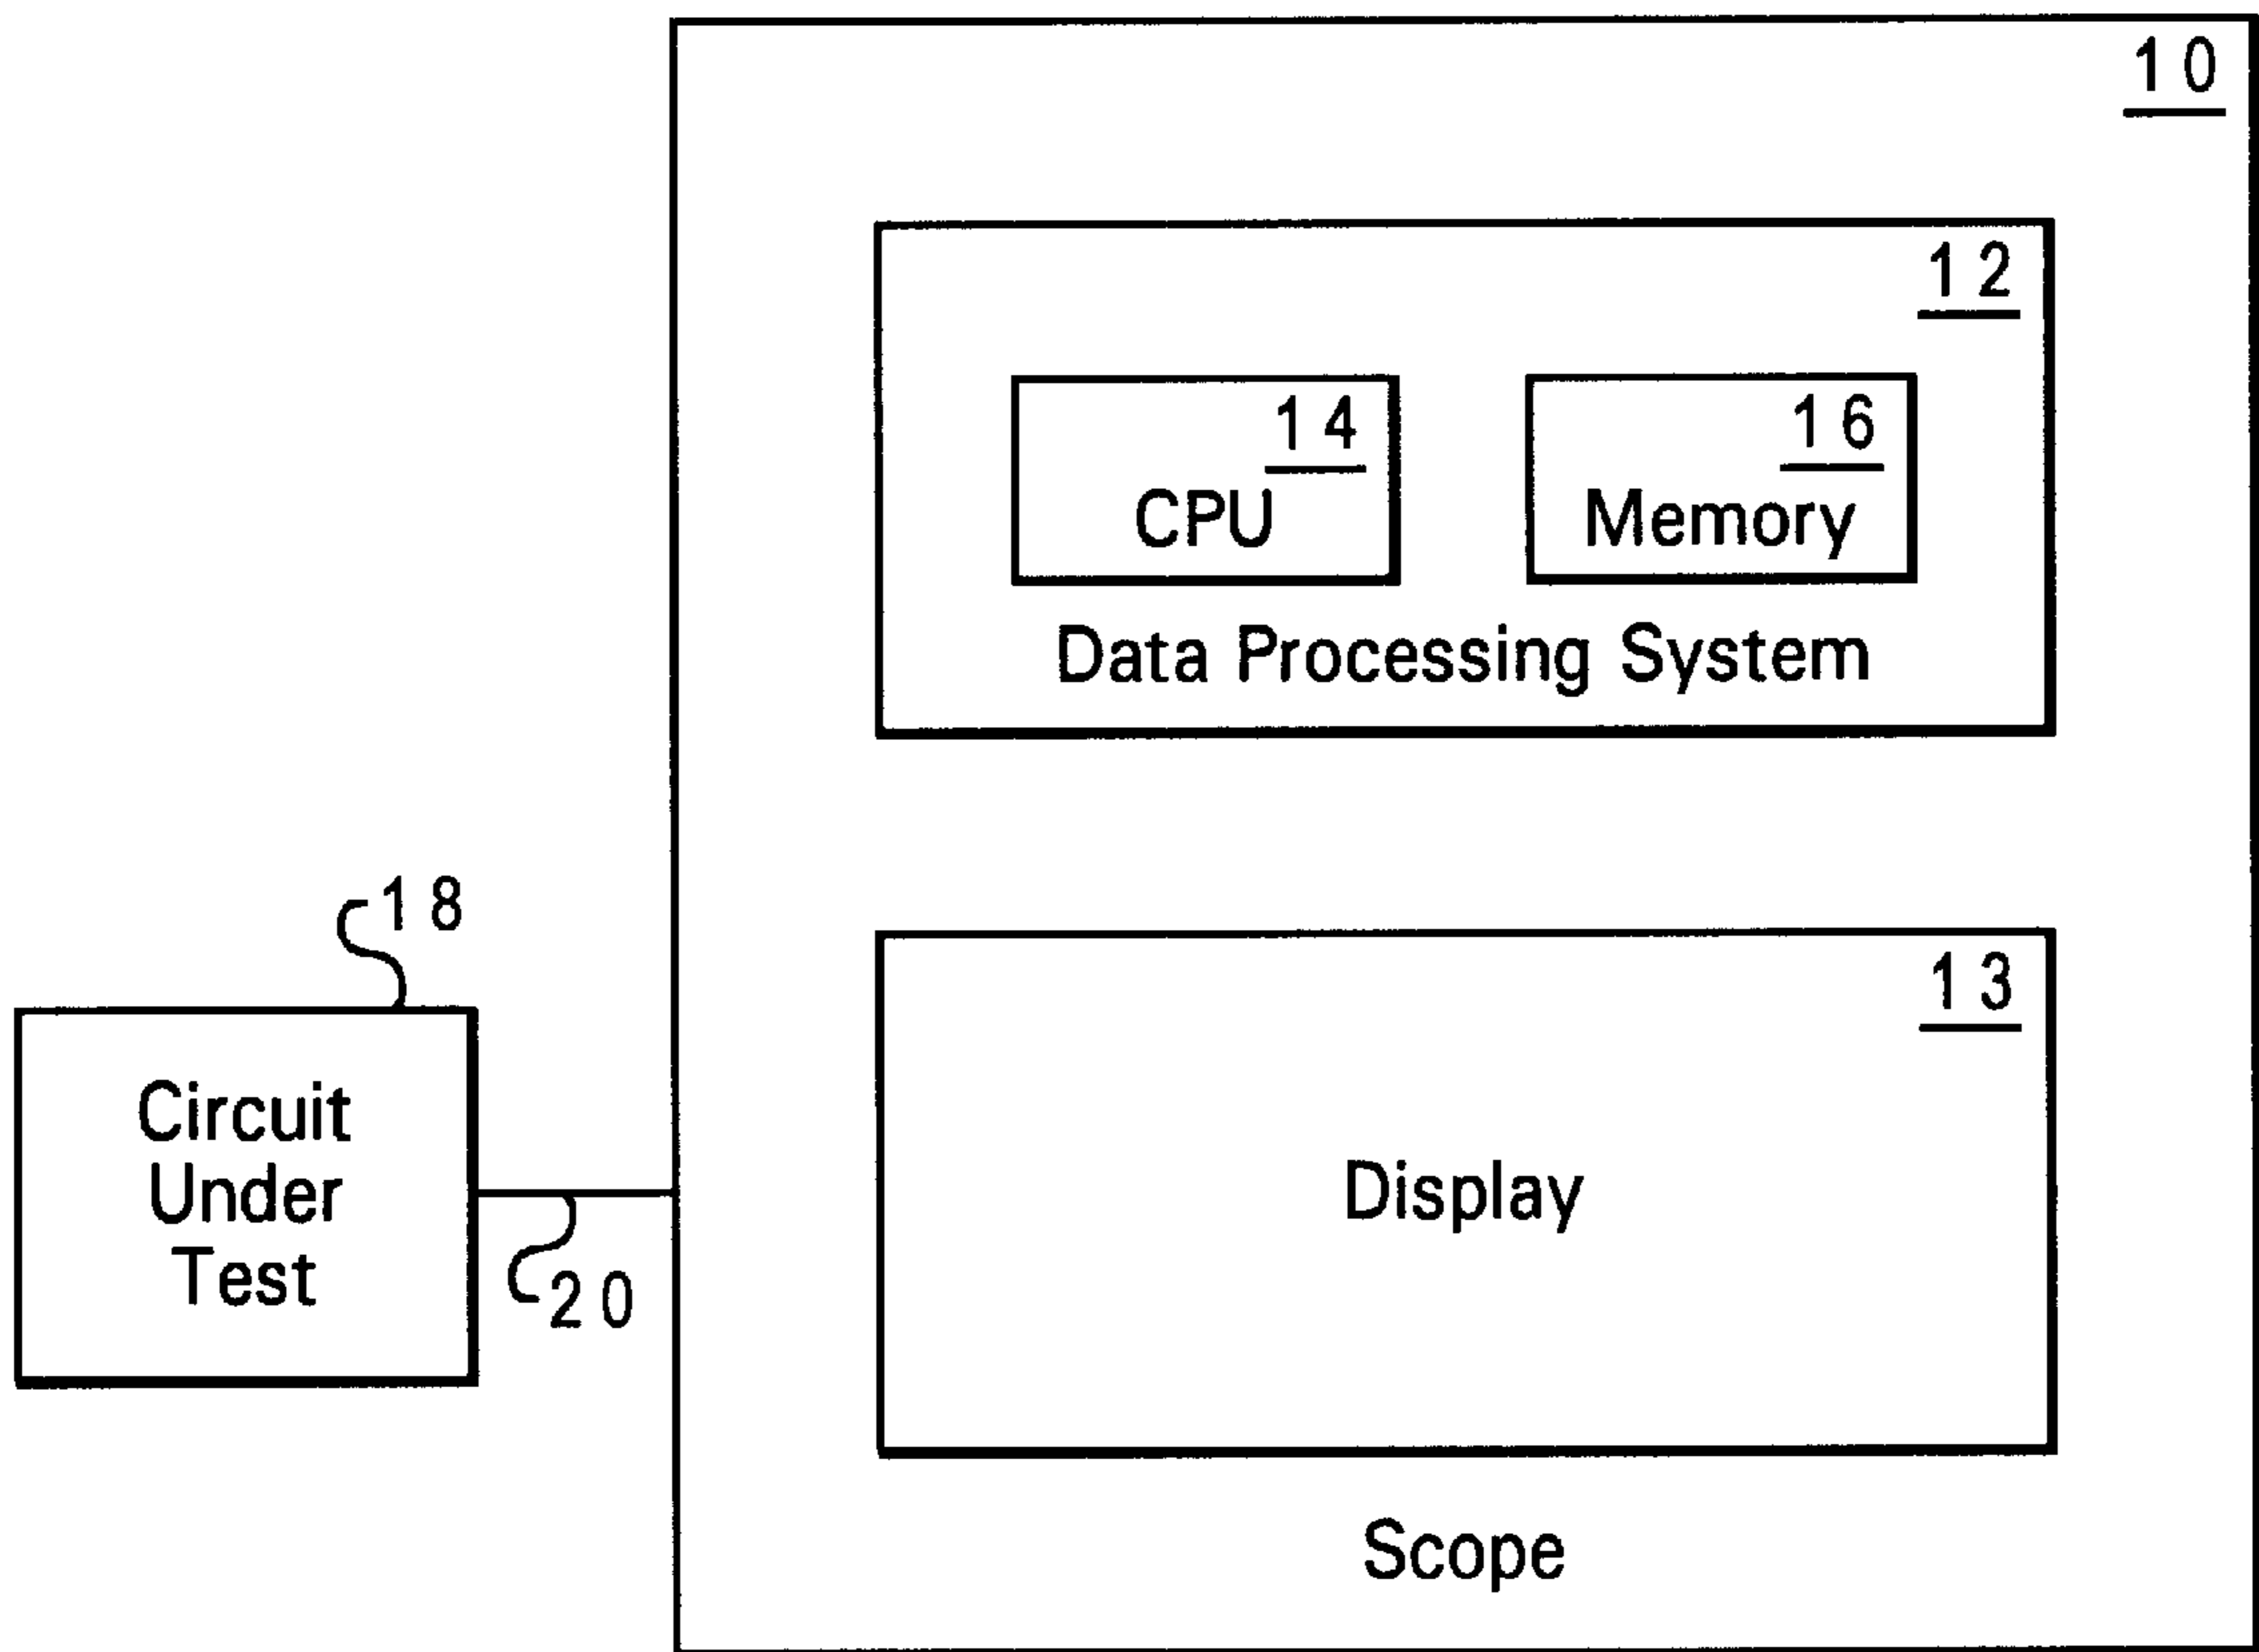 10
12
14
CPU
16
Memory
Data Processing System
18
Circuit
Under
Test
20
13
Display
Scope